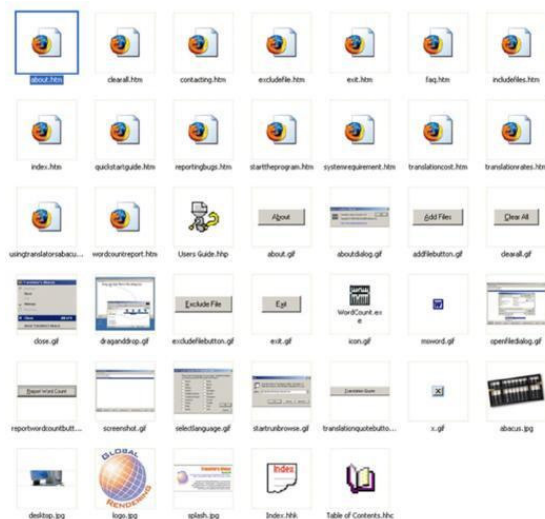 about.htm
clearall.htm
contacting.htm
excludefile.htm
exit.htm
faq.htm
includefiles.htm
index.htm
quickstartguide.htm
reportingbugs.htm
starttheprogram.htm
systemrequirement.htm
translationcost.htm
translationrates.htm
usingtranslatorsabacu...
wordcountreport.htm
Users Guide.hhp
About
about.gif
aboutdialog.gif
Add Files
addfilebutton.gif
Clear All
clearall.gif
close.gif
draganddrop.gif
Exclude File
excludefilebutton.gif
Exit
exit.gif
WordCount.ex
e
icon.gif
msword.gif
openfiledialog.gif
Report Word Count
reportwordcountbutt...
screenshot.gif
selectlanguage.gif
startrunbrowse.gif
translationquotebutto...
x.gif
abacus.jpg
desktop.jpg
GLOBAL
RENDERING
logo.jpg
splash.jpg
Index
Index.hhk
Table of Contents.hhc